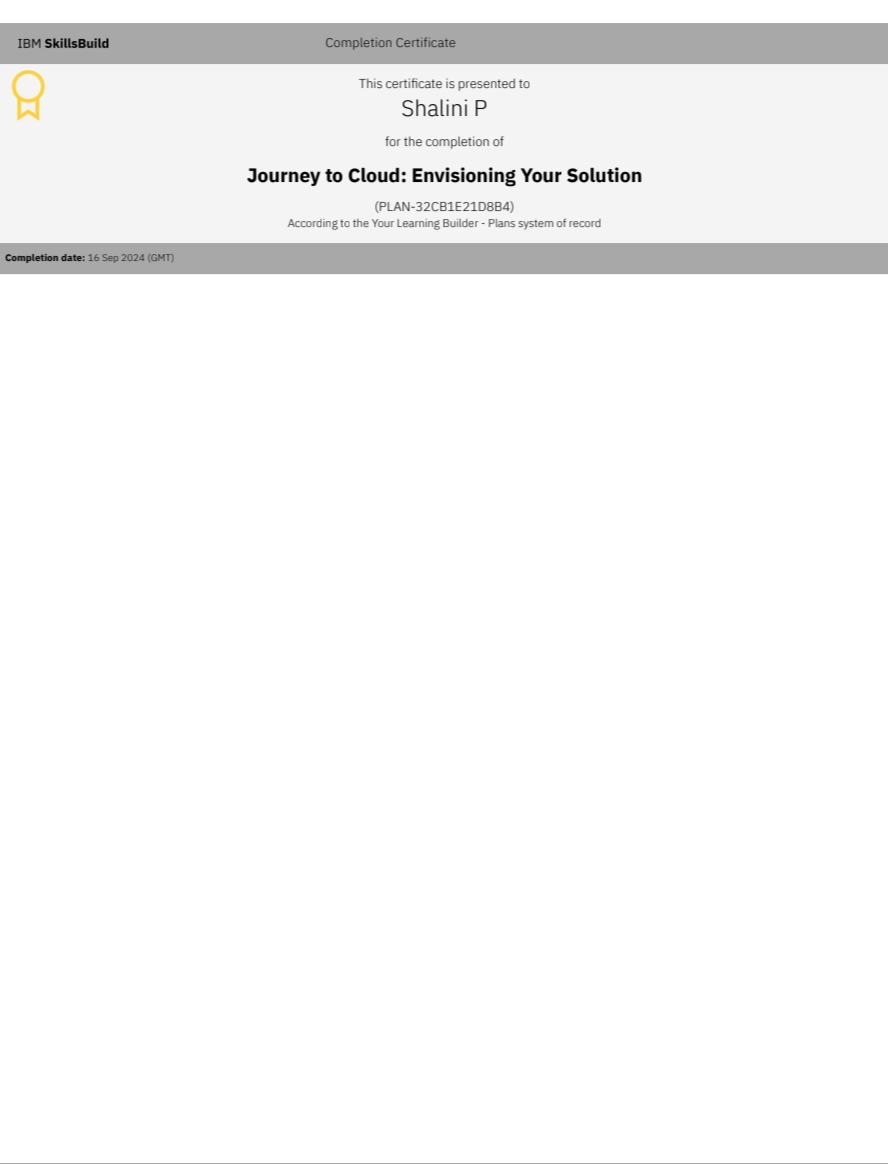 IBM SkillsBuild
Completion Certificate
This certificate is presented to
Shalini P
for the completion of
Journey to Cloud: Envisioning Your Solution
(PLAN-32CB1E21D8B4)
According to the Your Learning Builder - Plans system of record
Completion date: 16 Sep 2024 (GMT)